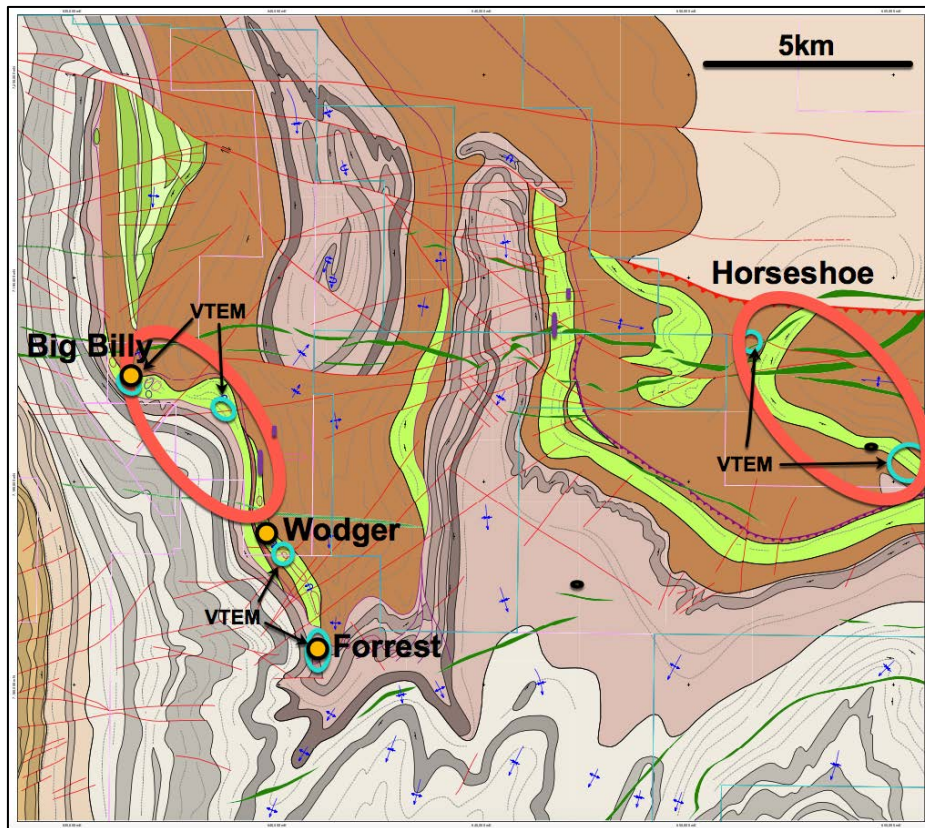 5km
Horseshoe
VTEM
Big Billy
VTEM
Wodger
VTEM
Forrest